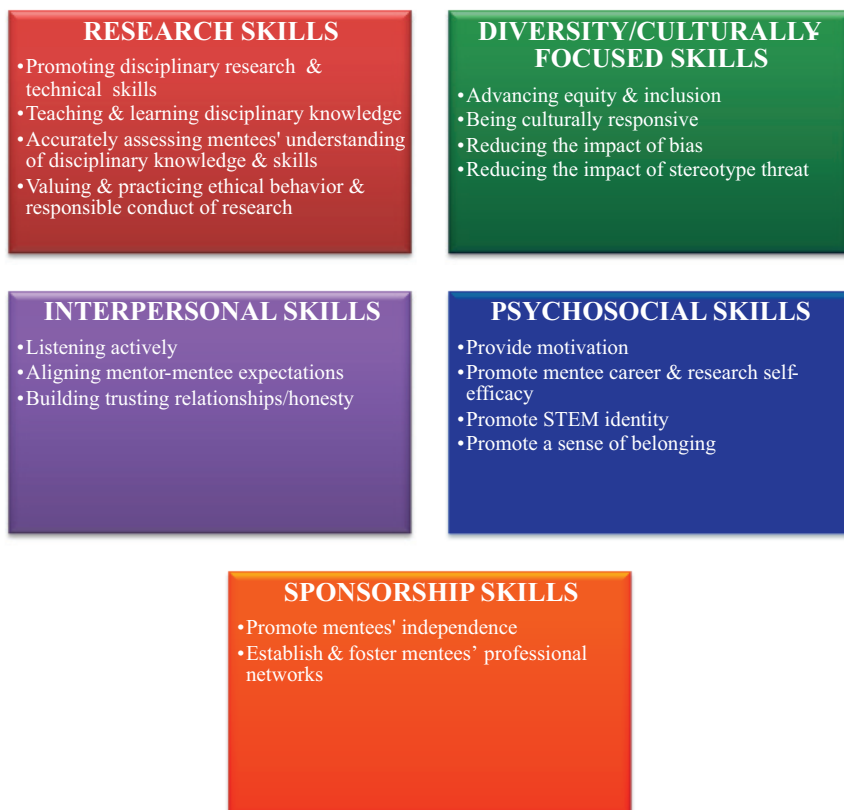 RESEARCH SKILLS
•Promoting disciplinary research &
technical skills
•Teaching & learning disciplinary knowledge
•Accurately assessing mentees' understanding
of disciplinary knowledge & skills
•Valuing & practicing ethical behavior &
responsible conduct of research
DIVERSITY/CULTURALLY-
FOCUSED SKILLS
•Advancing equity & inclusion
•Being culturally responsive
•Reducing the impact of bias
•Reducing the impact of stereotype threat
INTERPERSONAL SKILLS
•Listening actively
•Aligning mentor-mentee expectations
•Building trusting relationships/honesty
PSYCHOSOCIAL SKILLS
•Provide motivation
•Promote mentee career & research self-
efficacy
•Promote STEM identity
•Promote a sense of belonging
SPONSORSHIP SKILLS
•Promote mentees' independence
•Establish & foster mentees’ professional
networks